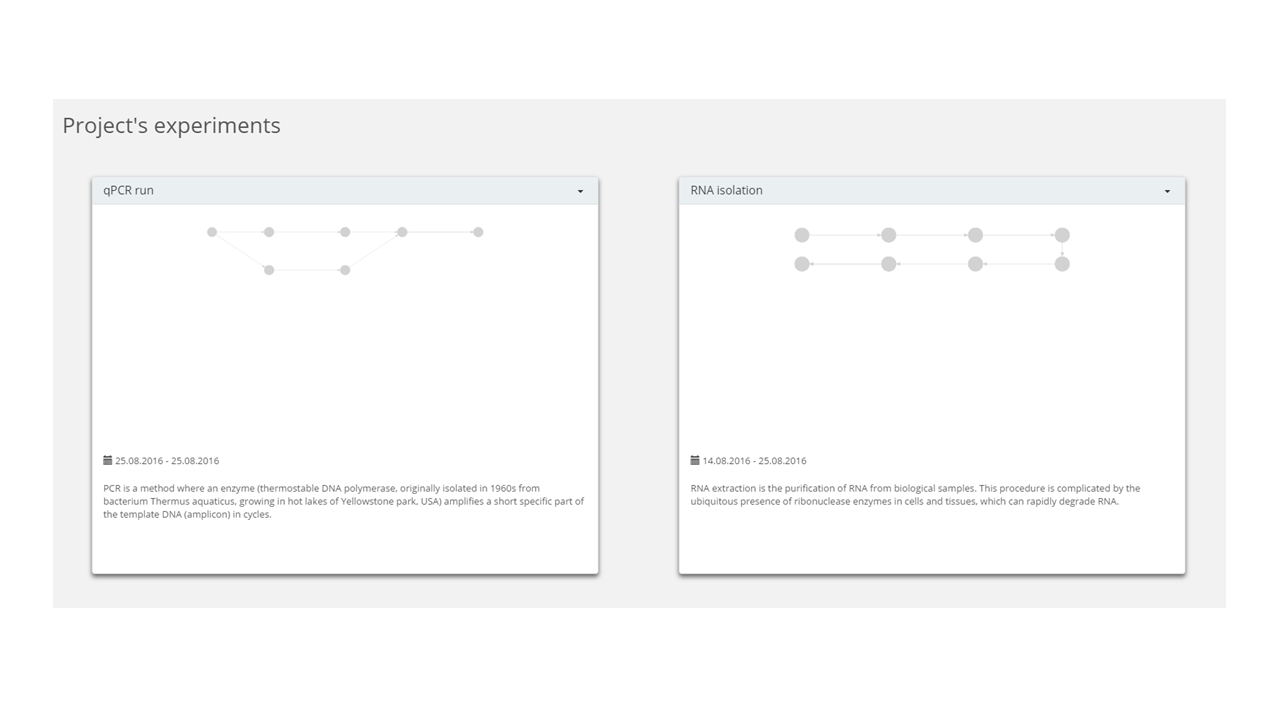 Project's experiments
qPCR run
25.08.2016 - 25.08.2016
PCR is a method where an enzyme (thermostable DNA polymerase, originally isolated in 1960s from
bacterium Thermus aquaticus, growing in hot lakes of Yellowstone park, USA) amplifies a short specific part of
the template DNA (amplicon) in cycles.
RNA isolation
14.08.2016 - 25.08.2016
RNA extraction is the purification of RNA from biological samples. This procedure is complicated by the
ubiquitous presence of ribonuclease enzymes in cells and tissues, which can rapidly degrade RNA.